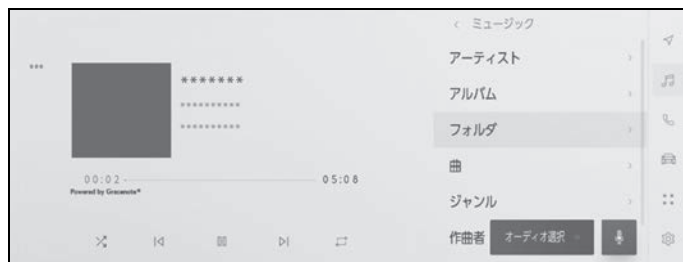 < ミュージック
***
*******
**********
**********
00:02
05:08
Powered by Gracenote®
アーティスト
アルバム
フォルダ
曲
ジャンル
作曲者
オーディオ選択